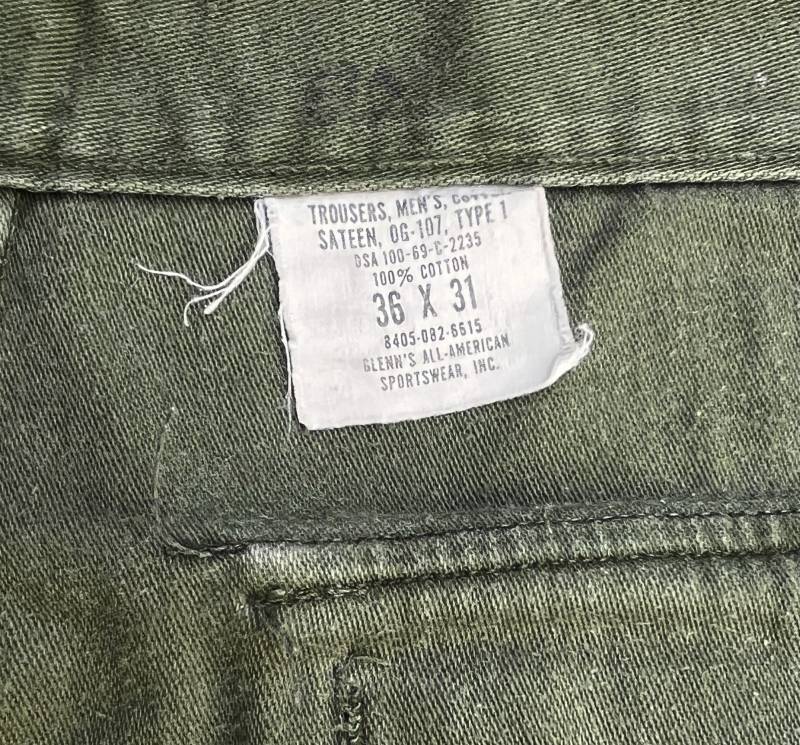 TROUSERS, MEN'S, COTTON
SATEEN, OG-107, TYPE 1
DSA 100-69-C-2235
100% COTTON
36 X 31
8405-082-6615
GLENN'S ALL-AMERICAN
SPORTSWEAR, INC.